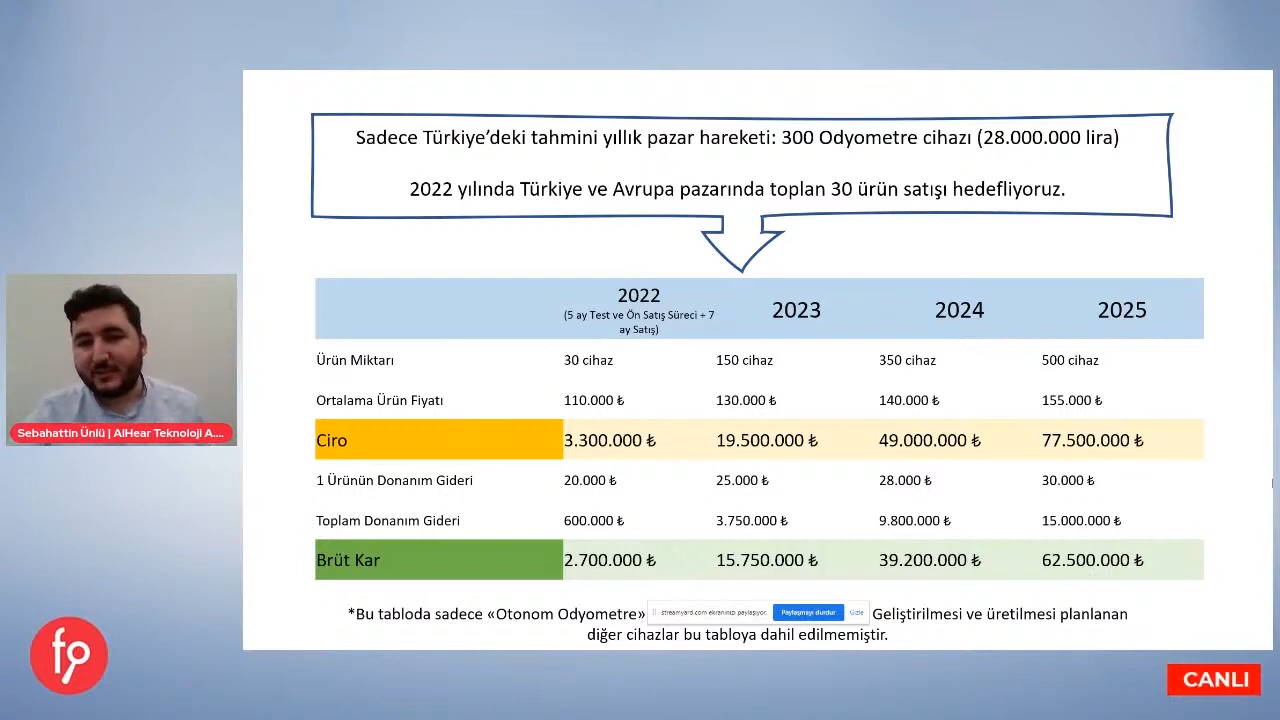 Sadece Türkiye’deki tahmini yıllık pazar hareketi: 300 Odyometre cihazı (28.000.000 lira)
2022 yılında Türkiye ve Avrupa pazarında toplan 30 ürün satışı hedefliyoruz.
2022 2023 2024 2025
(5 ay Test ve Ön Satış Süreci + 7
ay Satış)
Ürün Miktarı 30 cihaz 150 cihaz 350 cihaz 500 cihaz
Ortalama Ürün Fiyatı 110.000 ₺ 130.000 ₺ 140.000 ₺ 155.000 ₺
Ciro 3.300.000 ₺ 19.500.000 ₺ 49.000.000 ₺ 77.500.000 ₺
1 Ürünün Donanım Gideri 20.000 ₺ 25.000 ₺ 28.000 ₺ 30.000 ₺
Toplam Donanım Gideri 600.000 ₺ 3.750.000 ₺ 9.800.000 ₺ 15.000.000 ₺
Brüt Kar 2.700.000 ₺ 15.750.000 ₺ 39.200.000 ₺ 62.500.000 ₺
*Bu tabloda sadece «Otonom Odyometre» Geliştirilmesi ve üretilmesi planlanan
diğer cihazlar bu tabloya dahil edilmemiştir.
streamyard.com ekranınızı paylaşıyor. Paylaşmayı durdur Gizle
Sebahattin Ünlü | AIHear Teknoloji A....
fp
CANLI